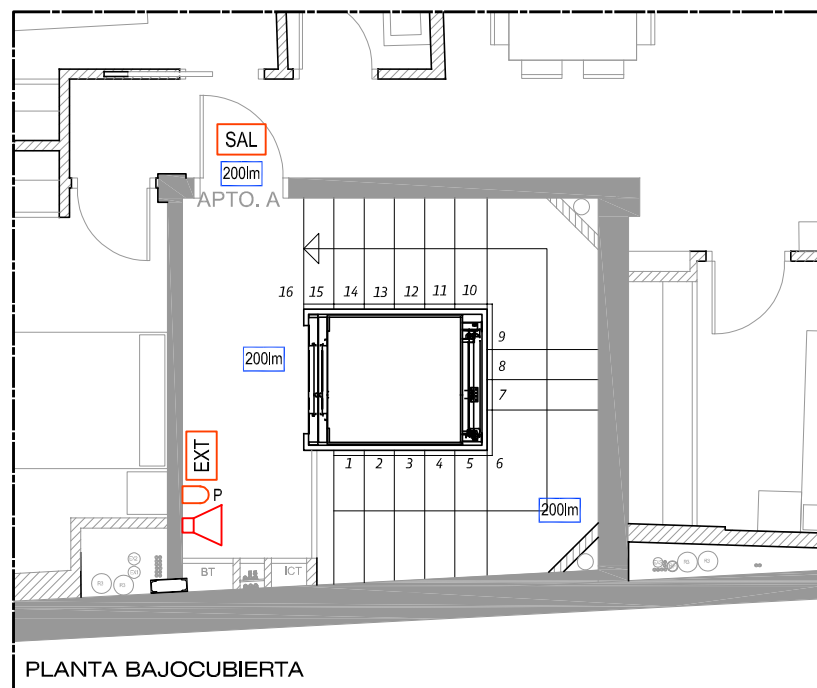 SAL
200lm
APTO. A
16 15 14 13 12 11 10
9
200lm
8
7
EXT
1 2 3 4 5 6
P
200lm
BT
ICT
PLANTA BAJOCUBIERTA